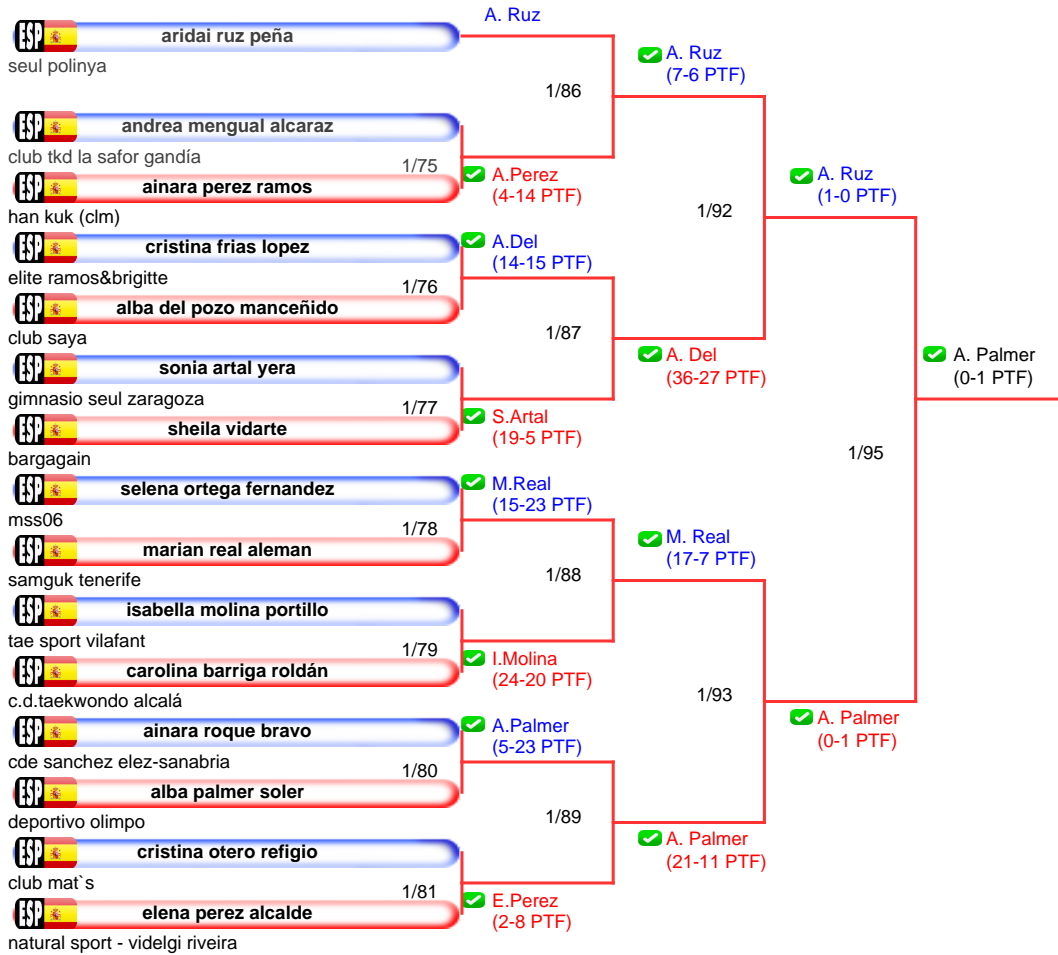 A. Ruz
ESP aridai ruz peña
seul polinya
A. Ruz
(7-6 PTF)
1/86
ESP andrea mengual alcaraz
club tkd la safor gandía
1/75
A.Perez
(4-14 PTF)
ESP ainara perez ramos
han kuk (clm)
A. Ruz
(1-0 PTF)
1/92
ESP cristina frias lopez
elite ramos&brigitte
A.Del
(14-15 PTF)
1/76
ESP alba del pozo manceñido
club saya
1/87
ESP sonia artal yera
gimnasio seul zaragoza
A. Del
(36-27 PTF)
A. Palmer
(0-1 PTF)
1/77
S.Artal
(19-5 PTF)
ESP sheila vidarte
bargagain
1/95
ESP selena ortega fernandez
mss06
M.Real
(15-23 PTF)
1/78
ESP marian real aleman
samguk tenerife
M. Real
(17-7 PTF)
1/88
ESP isabella molina portillo
tae sport vilafant
1/79
I.Molina
(24-20 PTF)
ESP carolina barriga roldán
c.d.taekwondo alcalá
1/93
ESP ainara roque bravo
cde sanchez elez-sanabria
A.Palmer
(5-23 PTF)
A. Palmer
(0-1 PTF)
1/80
ESP alba palmer soler
deportivo olimpo
1/89
ESP cristina otero refigio
club mat`s
A. Palmer
(21-11 PTF)
1/81
E.Perez
(2-8 PTF)
ESP elena perez alcalde
natural sport - videlgi riveira